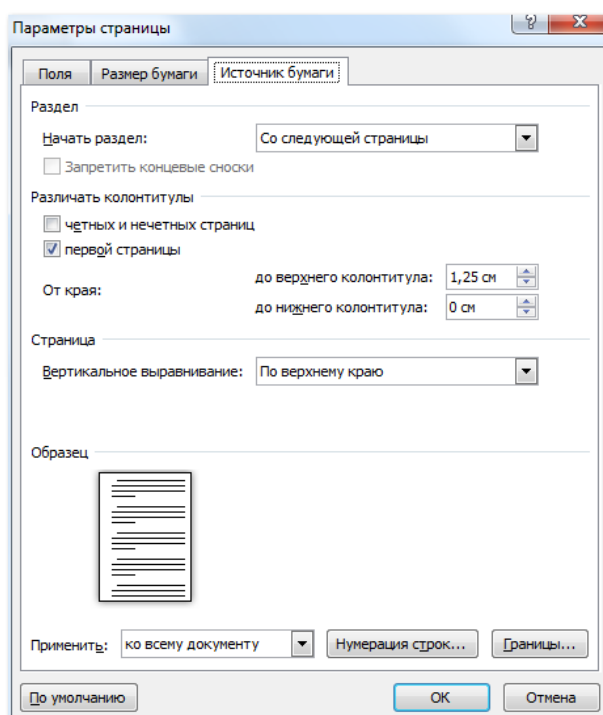 Параметры страницы
Поля Размер бумаги Источник бумаги
Раздел
Начать раздел: Со следующей страницы
Запретить концевые сноски
Различать колонтитулы
четных и нечетных страниц
первой страницы
От края:
до верхнего колонтитула: 1,25 см
до нижнего колонтитула: 0 см
Страница
Вертикальное выравнивание: По верхнему краю
Образец
Применить: ко всему документу Нумерация строк... Границы...
По умолчанию ОК Отмена